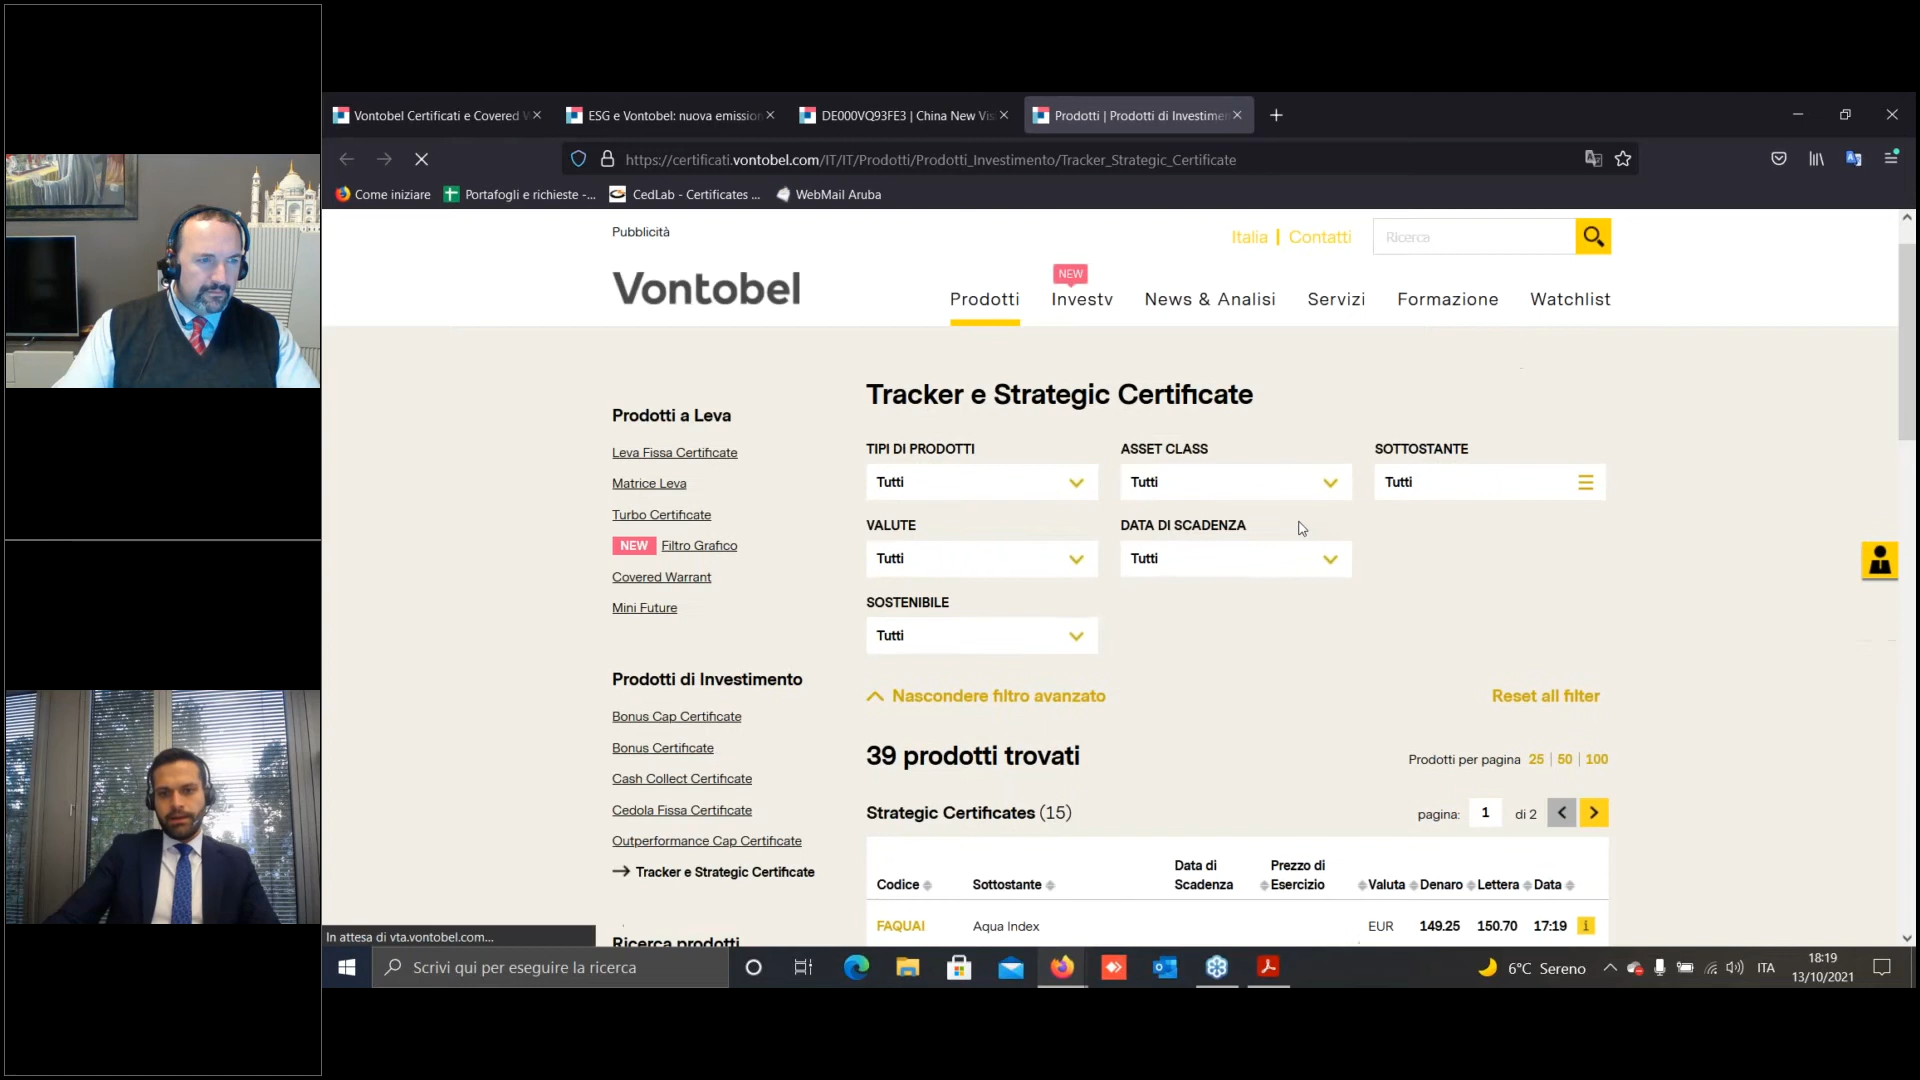 Vontobel Certificati e Covered W
ESG e Vontobel: nuova emission
DE000VQ93FE3 | China New Vis
Prodotti | Prodotti di Investimen
https://certificati.vontobel.com/IT/IT/Prodotti/Prodotti_Investimento/Tracker_Strategic_Certificate
Come iniziare
Portafogli e richieste -...
CedLab - Certificates ...
WebMail Aruba
Pubblicità
Italia | Contatti
Ricerca
Vontobel
NEW
Prodotti
Investv
News & Analisi
Servizi
Formazione
Watchlist
Prodotti a Leva
Leva Fissa Certificate
Matrice Leva
Turbo Certificate
NEW Filtro Grafico
Covered Warrant
Mini Future
Prodotti di Investimento
Bonus Cap Certificate
Bonus Certificate
Cash Collect Certificate
Cedola Fissa Certificate
Outperformance Cap Certificate
Tracker e Strategic Certificate
Ricerca prodotti
Tracker e Strategic Certificate
TIPI DI PRODOTTI
Tutti
ASSET CLASS
Tutti
SOTTOSTANTE
Tutti
VALUTE
Tutti
DATA DI SCADENZA
Tutti
SOSTENIBILE
Tutti
Nascondere filtro avanzato
Reset all filter
39 prodotti trovati
Prodotti per pagina 25 | 50 | 100
Strategic Certificates (15)
pagina: 1 di 2
Codice Sottostante Data di Scadenza Prezzo di Esercizio Valuta Denaro Lettera Data
FAQUAI Aqua Index EUR 149.25 150.70 17:19 i
In attesa di vta.vontobel.com...
Scrivi qui per eseguire la ricerca
6°C Sereno
ITA
18:19
13/10/2021